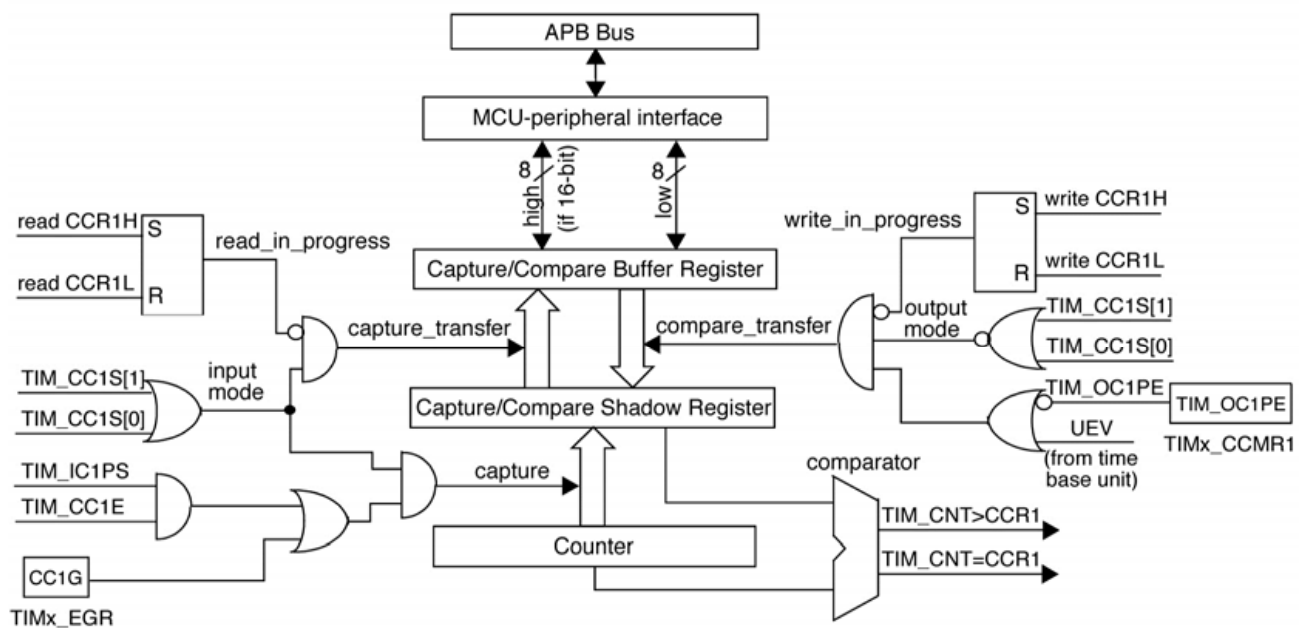 APB Bus
MCU-peripheral interface
8
high
(if 16-bit)
8
low
read CCR1H
S
read_in_progress
read CCR1L
R
write_in_progress
S
write CCR1H
R
write CCR1L
Capture/Compare Buffer Register
capture_transfer
compare_transfer
output
mode
TIM_CC1S[1]
TIM_CC1S[0]
TIM_CC1S[1]
TIM_CC1S[0]
input
mode
Capture/Compare Shadow Register
TIM_OC1PE
TIM_OC1PE
TIMx_CCMR1
UEV
(from time
base unit)
TIM_IC1PS
TIM_CC1E
capture
comparator
Counter
TIM_CNT>CCR1
TIM_CNT=CCR1
CC1G
TIMx_EGR